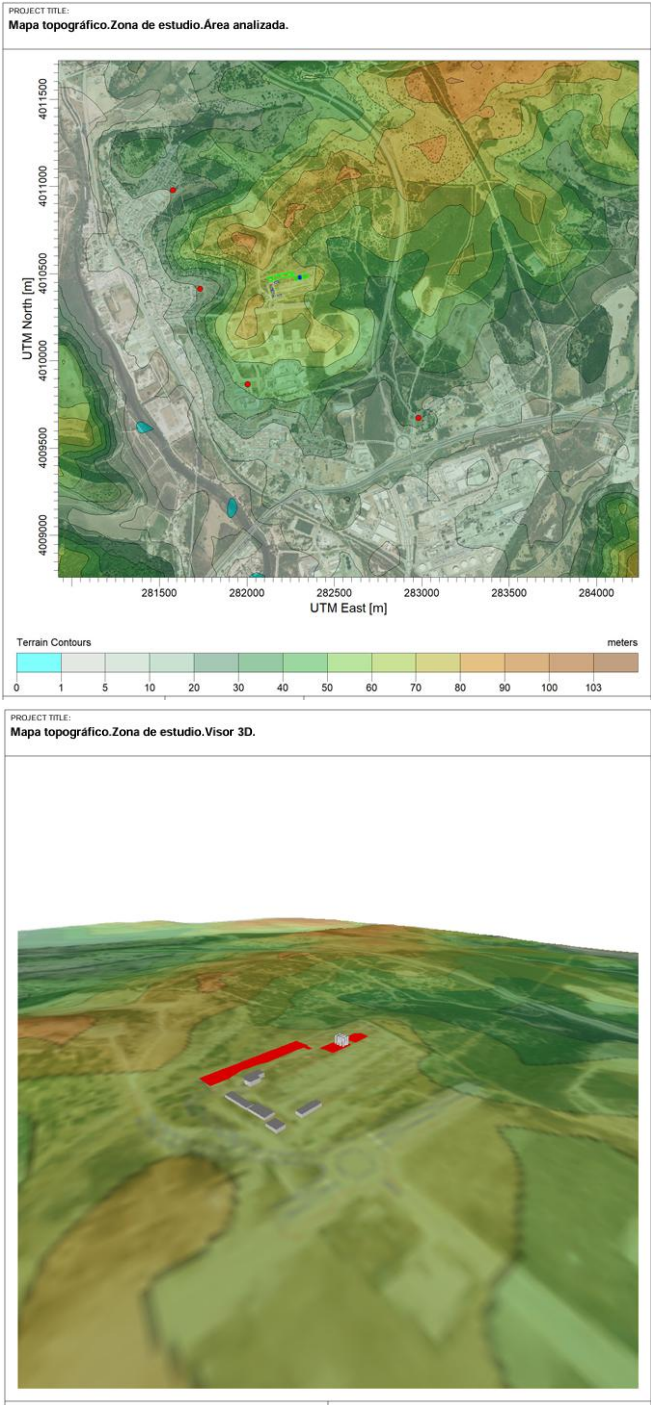 PROJECT TITLE:
Mapa topográfico.Zona de estudio.Área analizada.
UTM North [m]
4011500
4011000
4010500
4010000
4009500
4009000
281500 282000 282500 283000 283500 284000
UTM East [m]
Terrain Contours meters
0 1 5 10 20 30 40 50 60 70 80 90 100 103
PROJECT TITLE:
Mapa topográfico.Zona de estudio.Visor 3D.